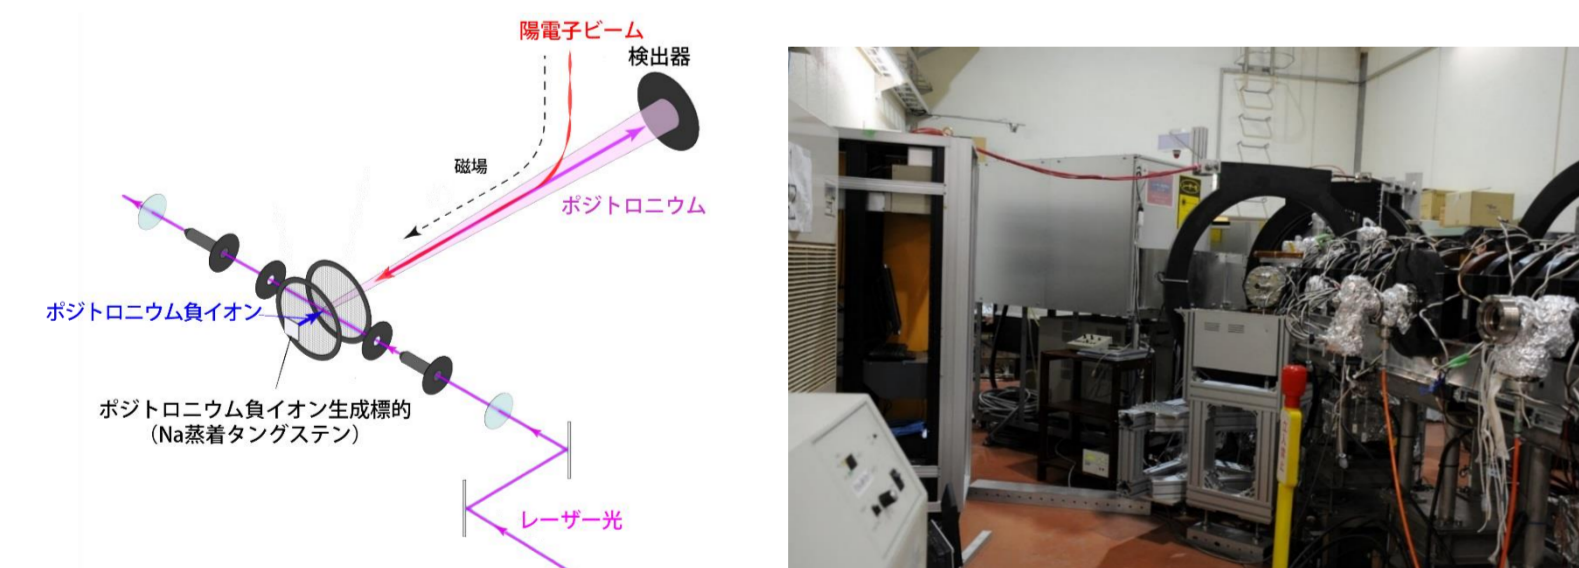 陽電子ビーム
検出器
磁場
ポジトロニウム
ポジトロニウム負イオン
ポジトロニウム負イオン生成標的
（Na蒸着タングステン）
レーザー光